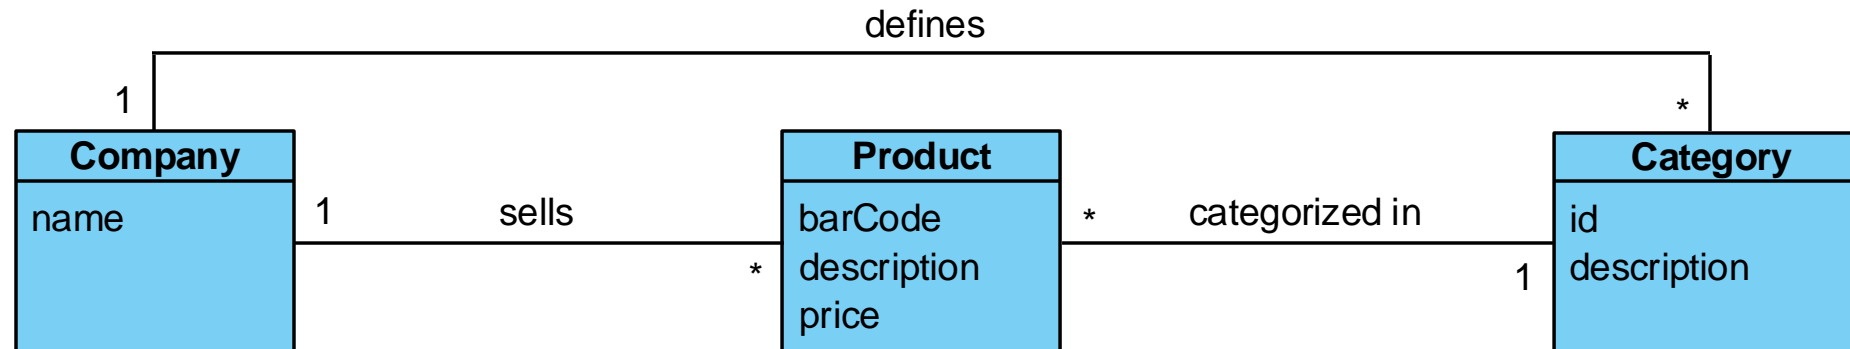 defines
1
*
Company
Product
Category
name
1
sells
*
barCode
description
price
*
categorized in
1
id
description